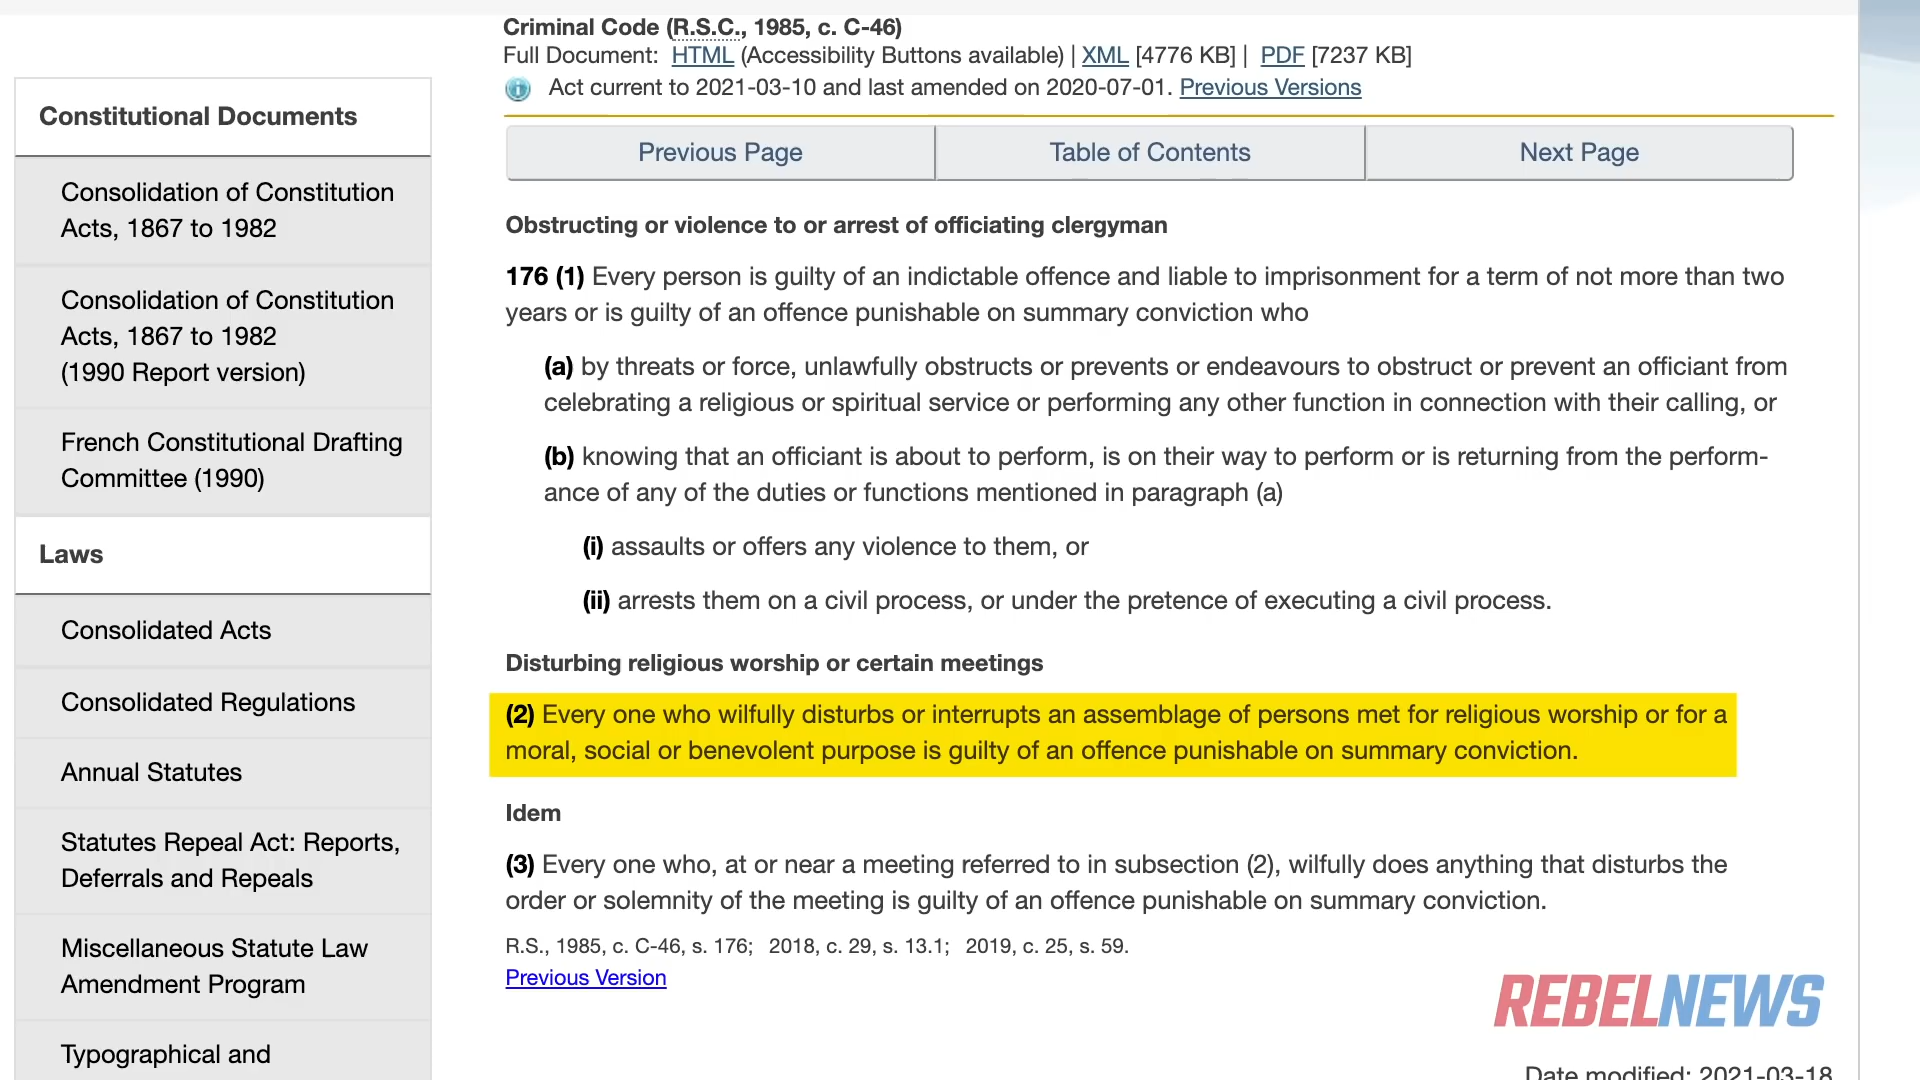 Criminal Code (R.S.C., 1985, c. C-46)
Full Document: HTML (Accessibility Buttons available) | XML [4776 KB] | PDF [7237 KB]
Act current to 2021-03-10 and last amended on 2020-07-01. Previous Versions
Previous Page
Table of Contents
Next Page
Constitutional Documents
Consolidation of Constitution
Acts, 1867 to 1982
Consolidation of Constitution
Acts, 1867 to 1982
(1990 Report version)
French Constitutional Drafting
Committee (1990)
Laws
Consolidated Acts
Consolidated Regulations
Annual Statutes
Statutes Repeal Act: Reports,
Deferrals and Repeals
Miscellaneous Statute Law
Amendment Program
Typographical and
Obstructing or violence to or arrest of officiating clergyman
176 (1) Every person is guilty of an indictable offence and liable to imprisonment for a term of not more than two
years or is guilty of an offence punishable on summary conviction who
(a) by threats or force, unlawfully obstructs or prevents or endeavours to obstruct or prevent an officiant from
celebrating a religious or spiritual service or performing any other function in connection with their calling, or
(b) knowing that an officiant is about to perform, is on their way to perform or is returning from the perform-
ance of any of the duties or functions mentioned in paragraph (a)
(i) assaults or offers any violence to them, or
(ii) arrests them on a civil process, or under the pretence of executing a civil process.
Disturbing religious worship or certain meetings
(2) Every one who wilfully disturbs or interrupts an assemblage of persons met for religious worship or for a
moral, social or benevolent purpose is guilty of an offence punishable on summary conviction.
Idem
(3) Every one who, at or near a meeting referred to in subsection (2), wilfully does anything that disturbs the
order or solemnity of the meeting is guilty of an offence punishable on summary conviction.
R.S., 1985, c. C-46, s. 176; 2018, c. 29, s. 13.1; 2019, c. 25, s. 59.
Previous Version
REBELNEWS
Date modified: 2021-03-18